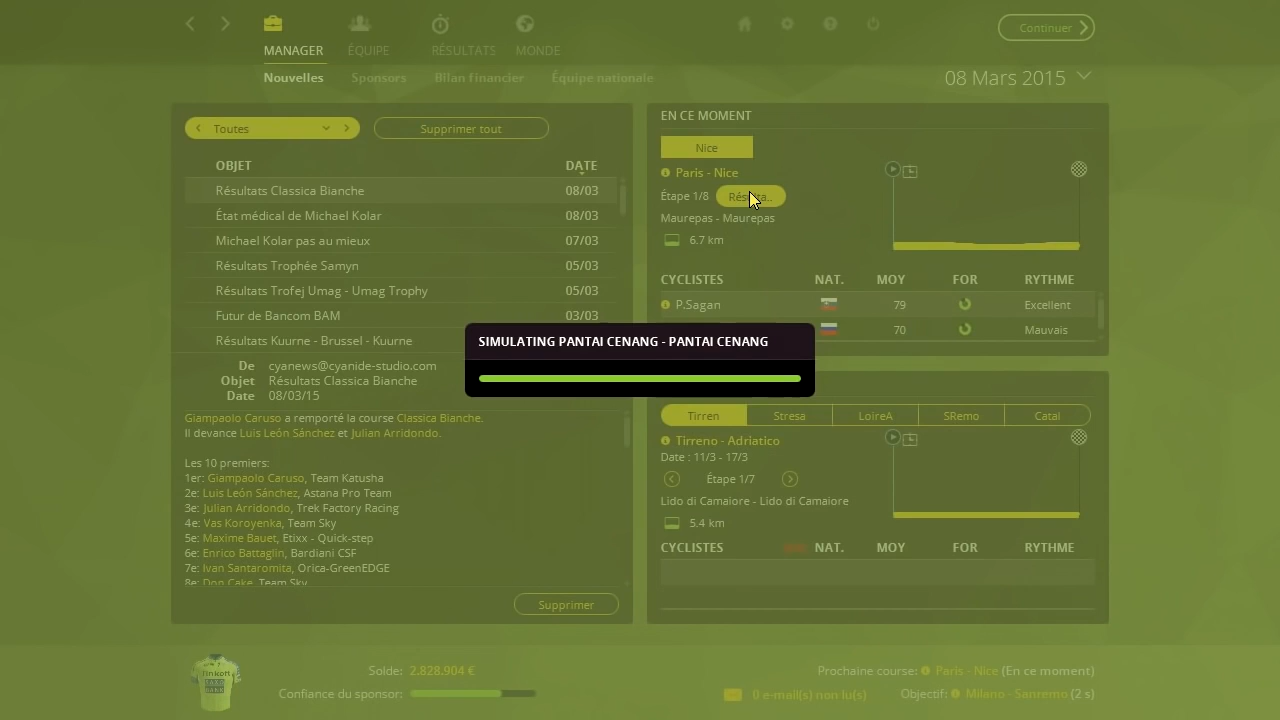 MANAGER
ÉQUIPE
RÉSULTATS
MONDE
Continuer
Nouvelles
Sponsors
Bilan financier
Équipe nationale
08 Mars 2015
Toutes
Supprimer tout
OBJET
DATE
Résultats Classica Bianche 08/03
État médical de Michael Kolar 08/03
Michael Kolar pas au mieux 07/03
Résultats Trophée Samyn 05/03
Résultats Trofej Umag - Umag Trophy 05/03
Futur de Bancom BAM 03/03
Résultats Kuurne - Brussel - Kuurne
De cyanews@cyanide-studio.com
Objet Résultats Classica Bianche
Date 08/03/15
Giampaolo Caruso a remporté la course Classica Bianche.
Il devance Luis León Sánchez et Julian Arridondo.
Les 10 premiers:
1er: Giampaolo Caruso, Team Katusha
2e: Luis León Sánchez, Astana Pro Team
3e: Julian Arridondo, Trek Factory Racing
4e: Vas Koroyenka, Team Sky
5e: Maxime Bauet, Etixx - Quick-step
6e: Enrico Battaglin, Bardiani CSF
7e: Ivan Santaromita, Orica-GreenEDGE
8e: Don Cake, Team Sky
Supprimer
EN CE MOMENT
Nice
Paris - Nice
Étape 1/8
Maurepas - Maurepas
6.7 km
CYCLISTES NAT. MOY FOR RYTHME
P.Sagan 79 Excellent
70 Mauvais
SIMULATING PANTAI CENANG - PANTAI CENANG
Tirren Stresa LoireA SRemo Catal
Tirreno - Adriatico
Date : 11/3 - 17/3
Étape 1/7
Lido di Camaiore - Lido di Camaiore
5.4 km
CYCLISTES NAT. MOY FOR RYTHME
Solde: 2.828.904 €
Confiance du sponsor:
Prochaine course: Paris - Nice (En ce moment)
0 e-mail(s) non lu(s)
Objectif: Milano - Sanremo (2 s)